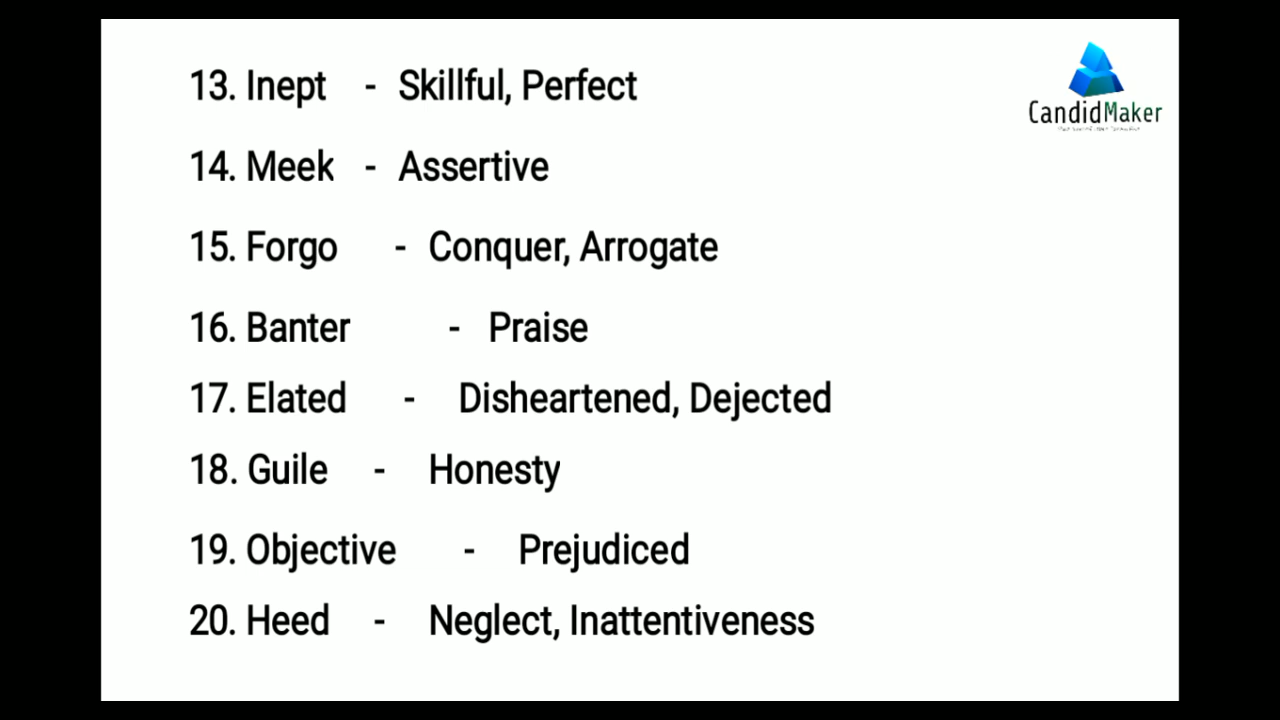 13. Inept - Skillful, Perfect
CandidMaker
14. Meek - Assertive
15. Forgo - Conquer, Arrogate
16. Banter - Praise
17. Elated - Disheartened, Dejected
18. Guile - Honesty
19. Objective - Prejudiced
20. Heed - Neglect, Inattentiveness